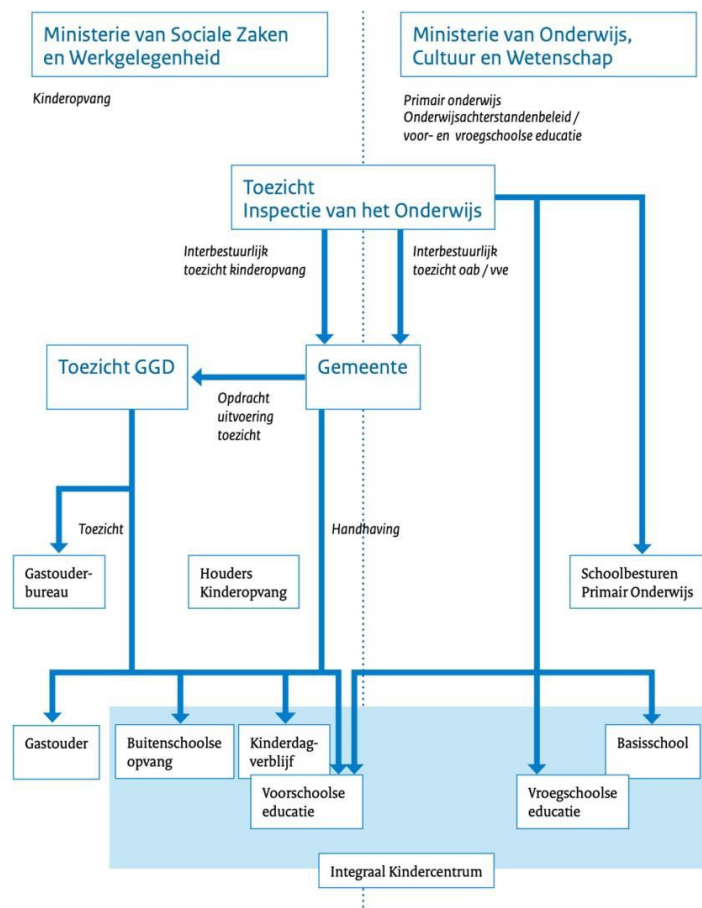 Ministerie van Sociale Zaken
en Werkgelegenheid
Ministerie van Onderwijs,
Cultuur en Wetenschap
Kinderopvang
Primair onderwijs
Onderwijsachterstandenbeleid /
voor- en vroegschoolse educatie
Toezicht
Inspectie van het Onderwijs
Interbestuurlijk
toezicht kinderopvang
Interbestuurlijk
toezicht oab / vve
Toezicht GGD
Gemeente
Opdracht
uitvoering
toezicht
Toezicht
Handhaving
Gastouder-
bureau
Houders
Kinderopvang
Schoolbesturen
Primair Onderwijs
Gastouder
Buitenschoolse
opvang
Kinderdag-
verblijf
Basisschool
Voorschoolse
educatie
Vroegschoolse
educatie
Integraal Kindercentrum